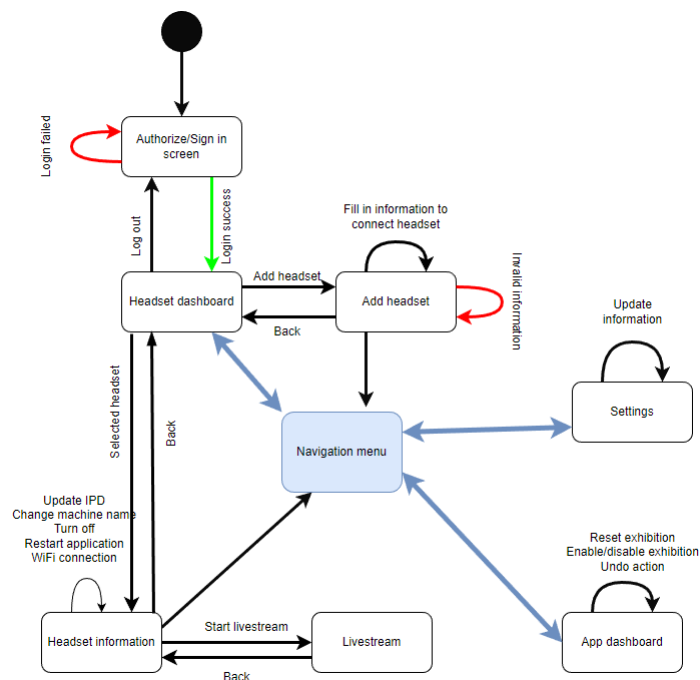 Authorize/Sign in
screen
Login failed
Log out
Login success
Fill in information to
connect headset
Headset dashboard
Add headset
Add headset
Back
Invalid information
Update
information
Settings
Navigation menu
Selected headset
Back
Update IPD
Change machine name
Turn off
Restart application
WiFi connection
Reset exhibition
Enable/disable exhibition
Undo action
Headset information
Start livestream
Livestream
Back
App dashboard